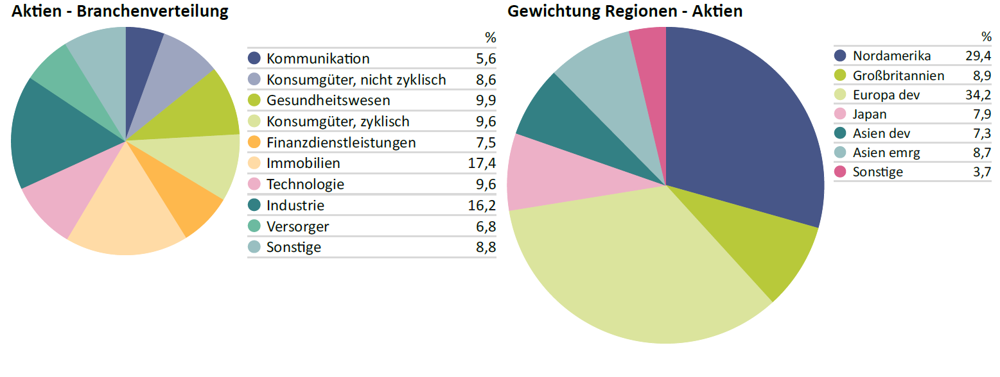 Aktien - Branchenverteilung
%
Kommunikation 5,6
Konsumgüter, nicht zyklisch 8,6
Gesundheitswesen 9,9
Konsumgüter, zyklisch 9,6
Finanzdienstleistungen 7,5
Immobilien 17,4
Technologie 9,6
Industrie 16,2
Versorger 6,8
Sonstige 8,8
Gewichtung Regionen - Aktien
%
Nordamerika 29,4
Großbritannien 8,9
Europa dev 34,2
Japan 7,9
Asien dev 7,3
Asien emrg 8,7
Sonstige 3,7